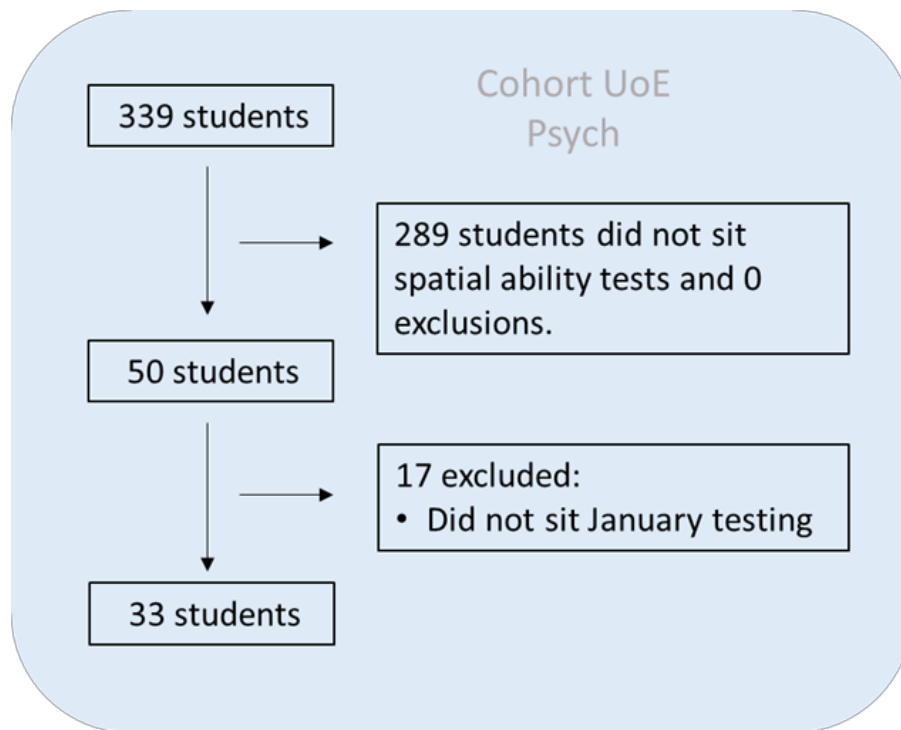 Cohort UoE
Psych
339 students
289 students did not sit
spatial ability tests and 0
exclusions.
50 students
17 excluded:
• Did not sit January testing
33 students